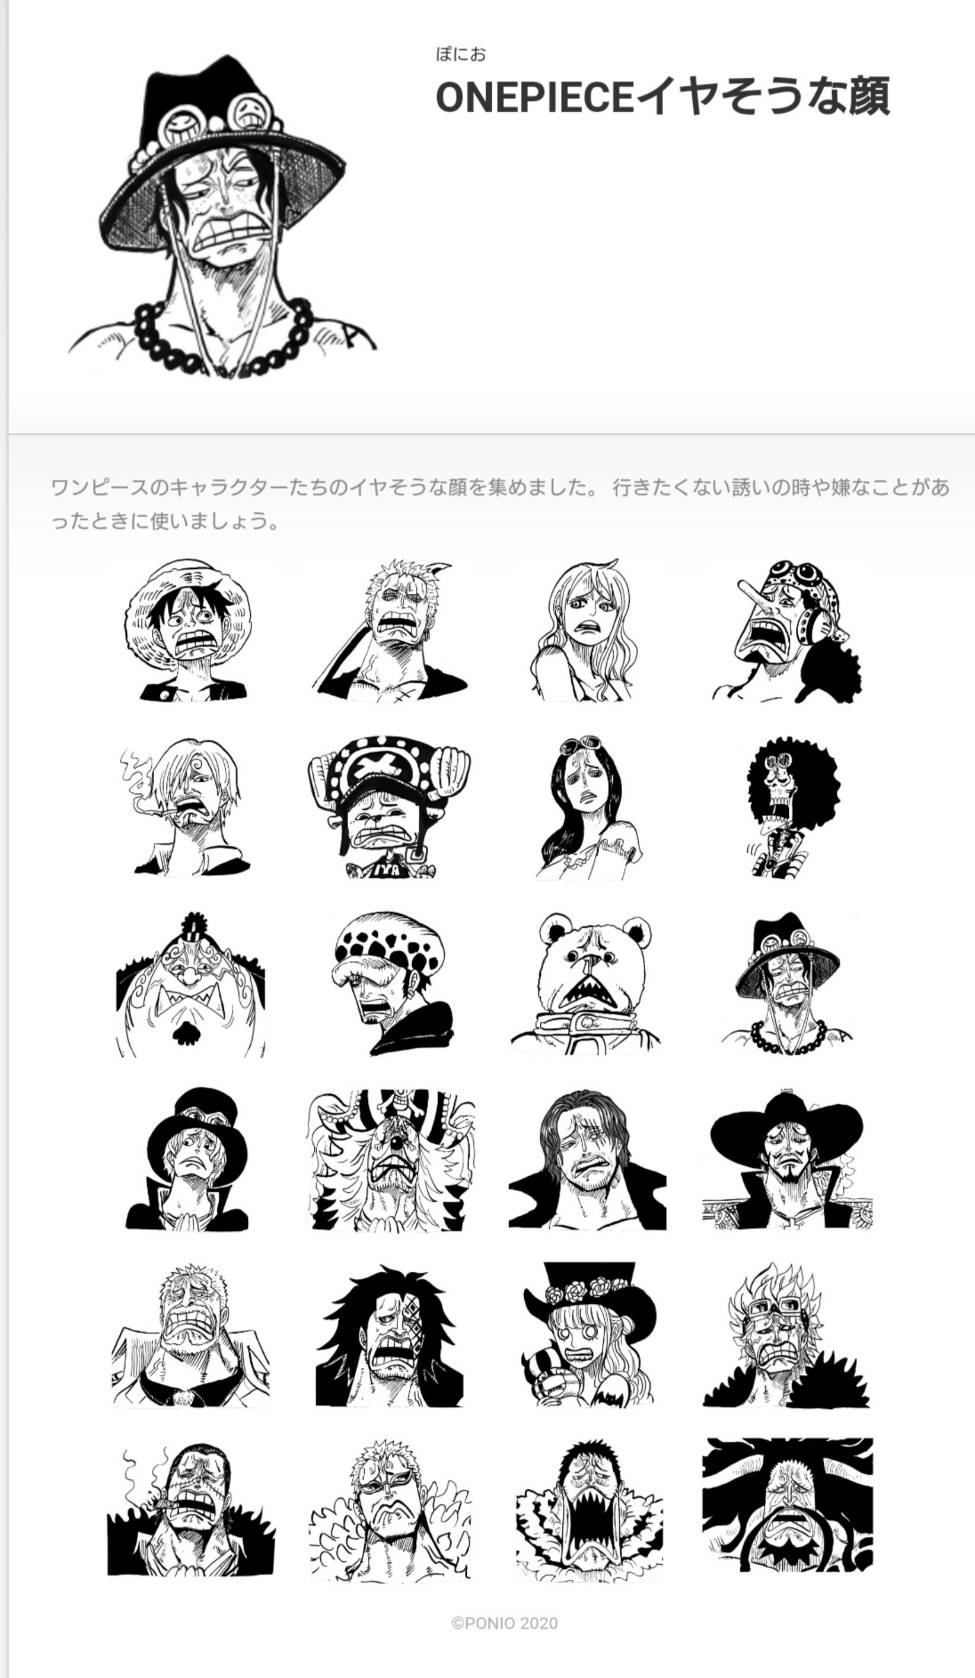 ぽにお
ONEPIECEイヤそうな顔
ワンピースのキャラクターたちのイヤそうな顔を集めました。 行きたくない誘いの時や嫌なことがあ
ったときに使いましょう。
IYA
A
©PONIO 2020